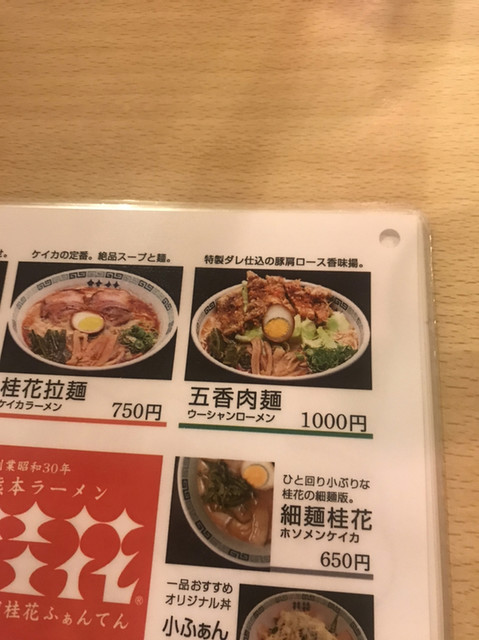 ケイカの定番。絶品スープと麺。
桂花拉麺
ケイカラーメン
750円
特製ダレ仕込の豚肩ロース香味揚。
五香肉麺
ウーシャンローメン
1000円
業昭和30年
本ラーメン
®
桂花ふぁんてん
ひと回り小ぶりな
桂花の細麺版。
細麺桂花
ホソメンケイカ
650円
一品おすすめ
オリジナル丼
小ふぁん